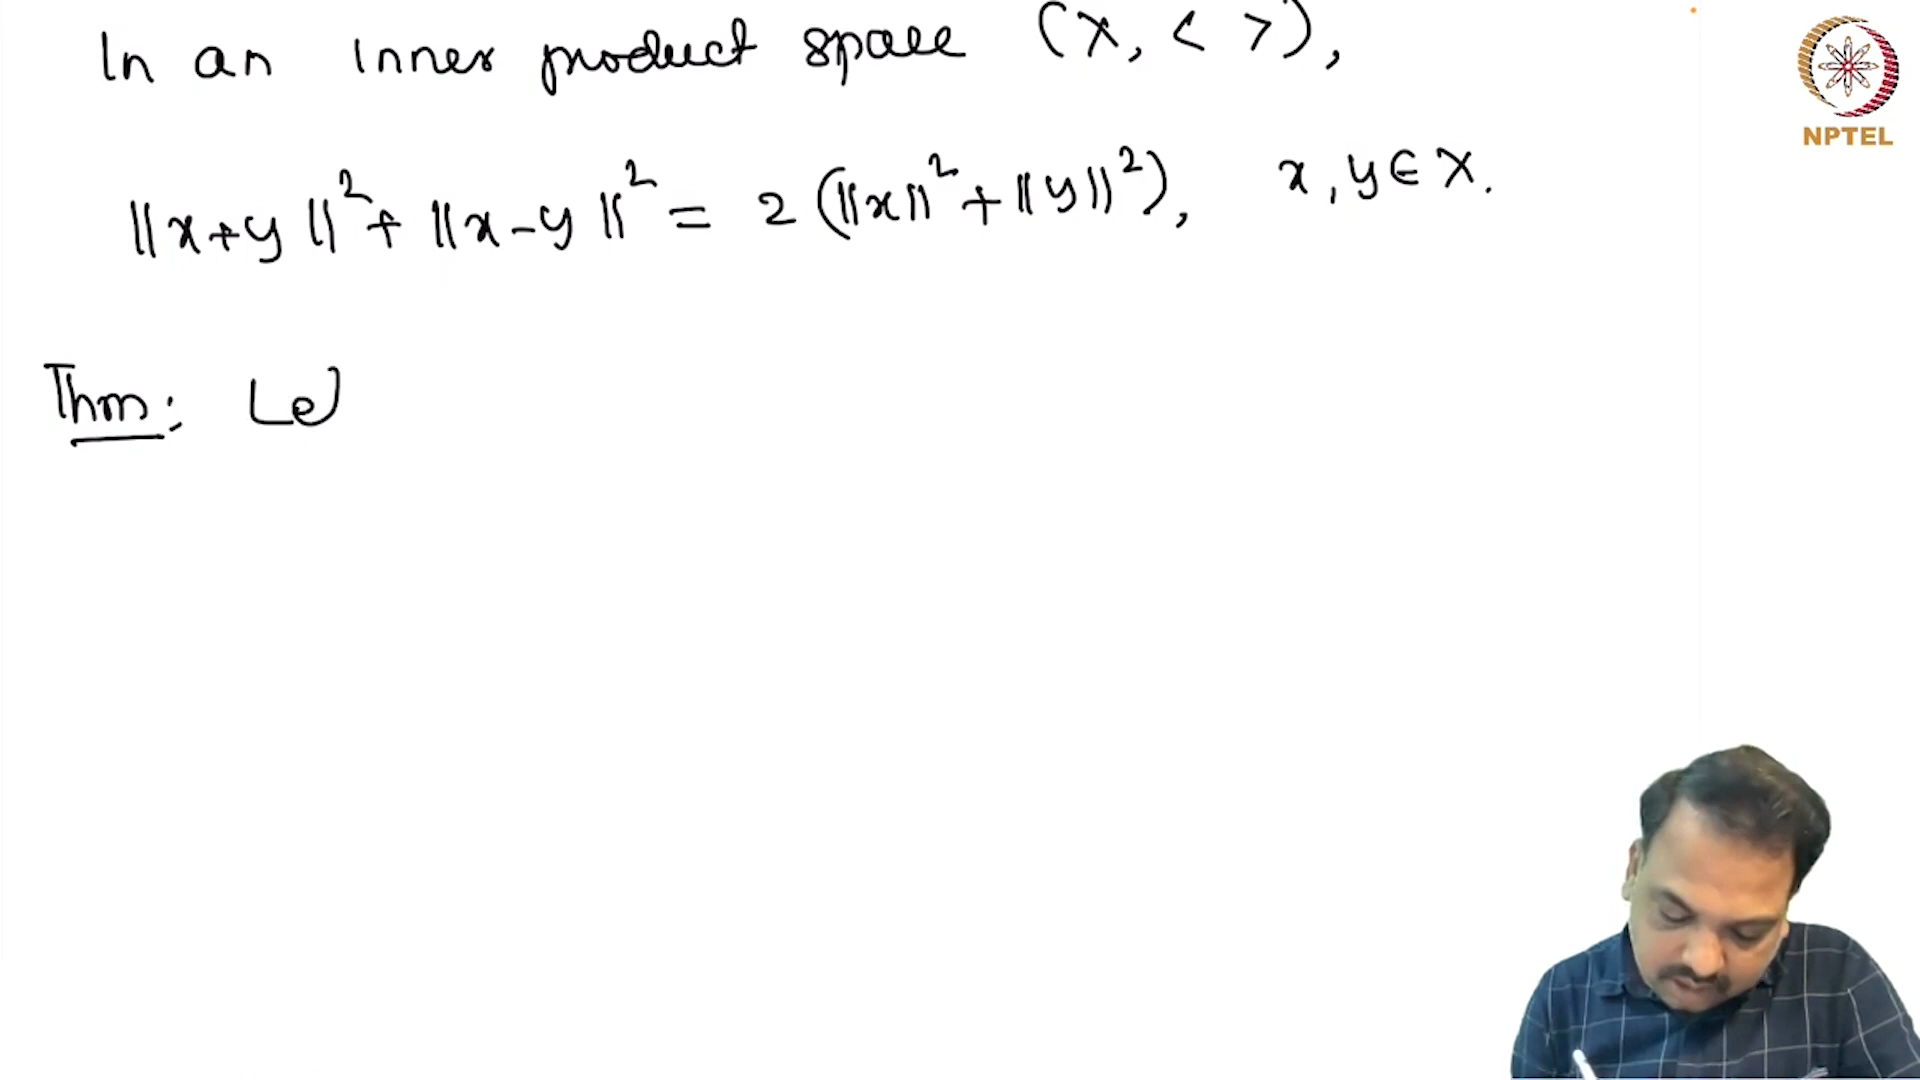 In an inner product space (X, < >),
NPTEL
||x+y||²+ ||x-y||² = 2 (||x||²+||y||²), x, y ∈ X.
Thm: Let